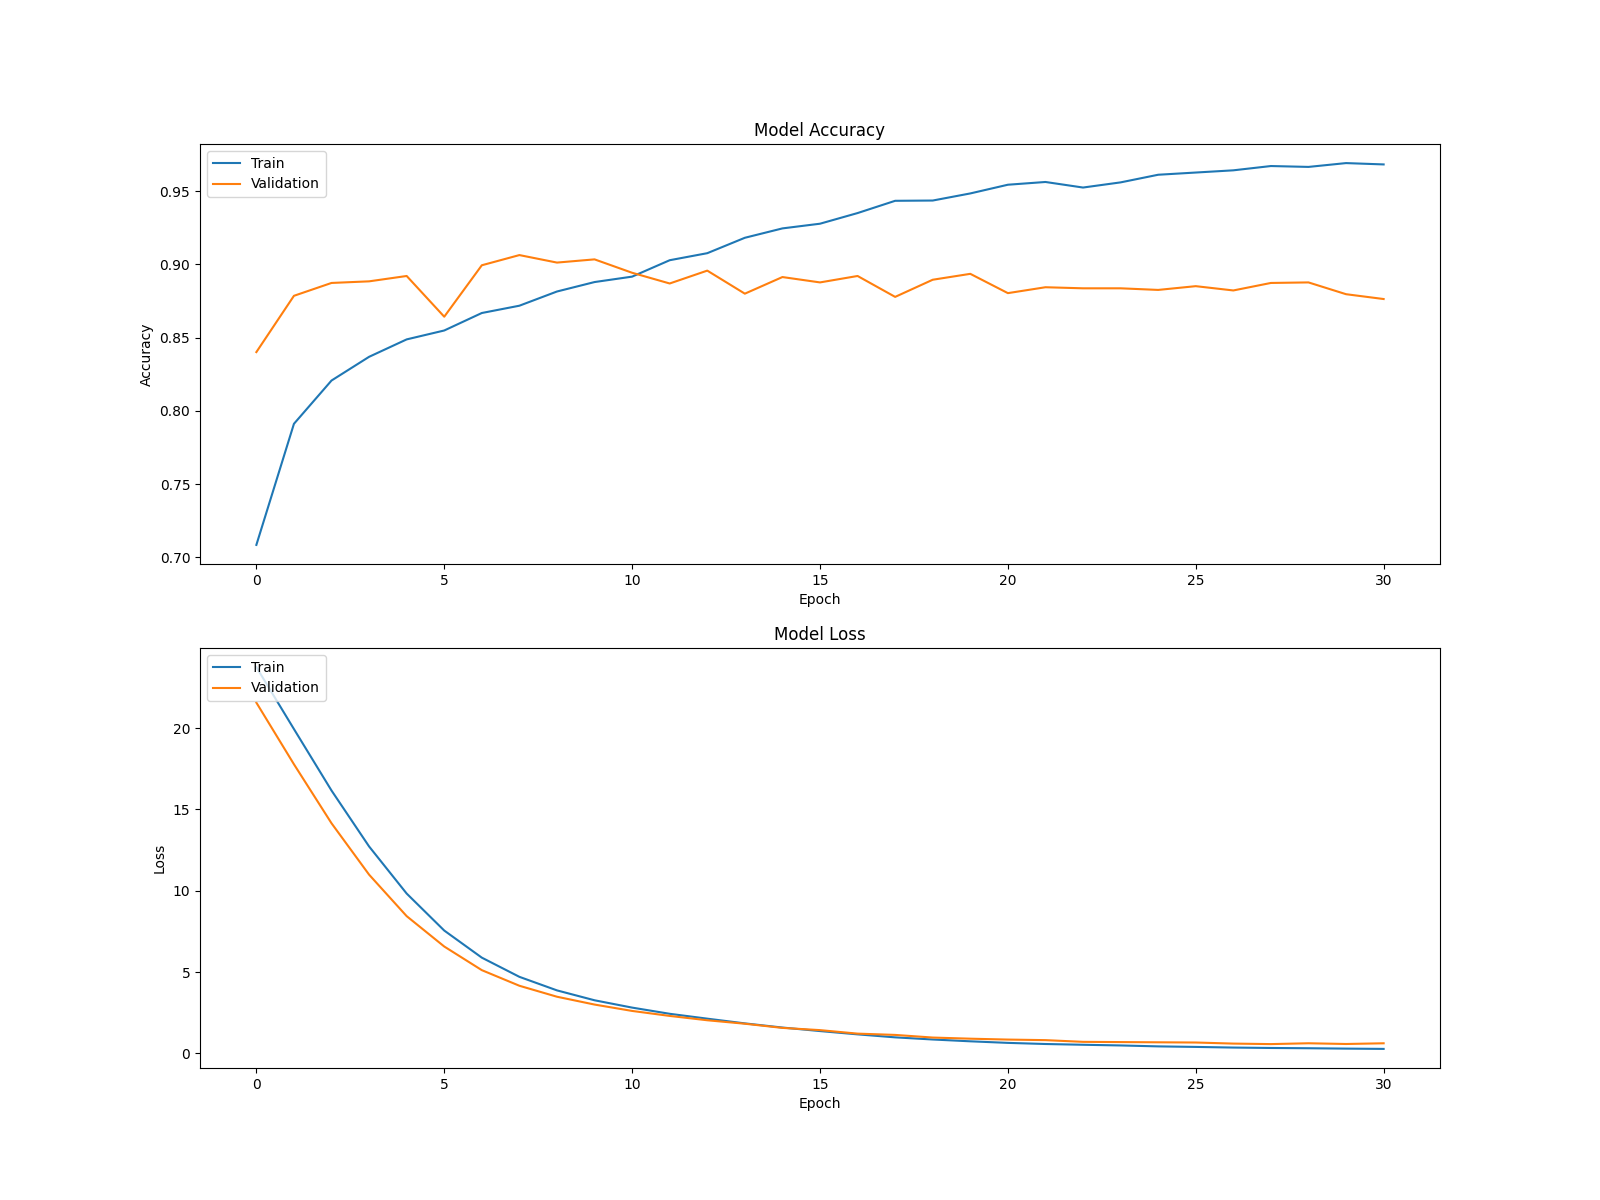 Model Accuracy
Train
Validation
0.95
0.90
0.85
0.80
0.75
0.70
Accuracy
0 5 10 15 20 25 30
Epoch
Model Loss
Train
Validation
20
15
10
5
0
Loss
0 5 10 15 20 25 30
Epoch